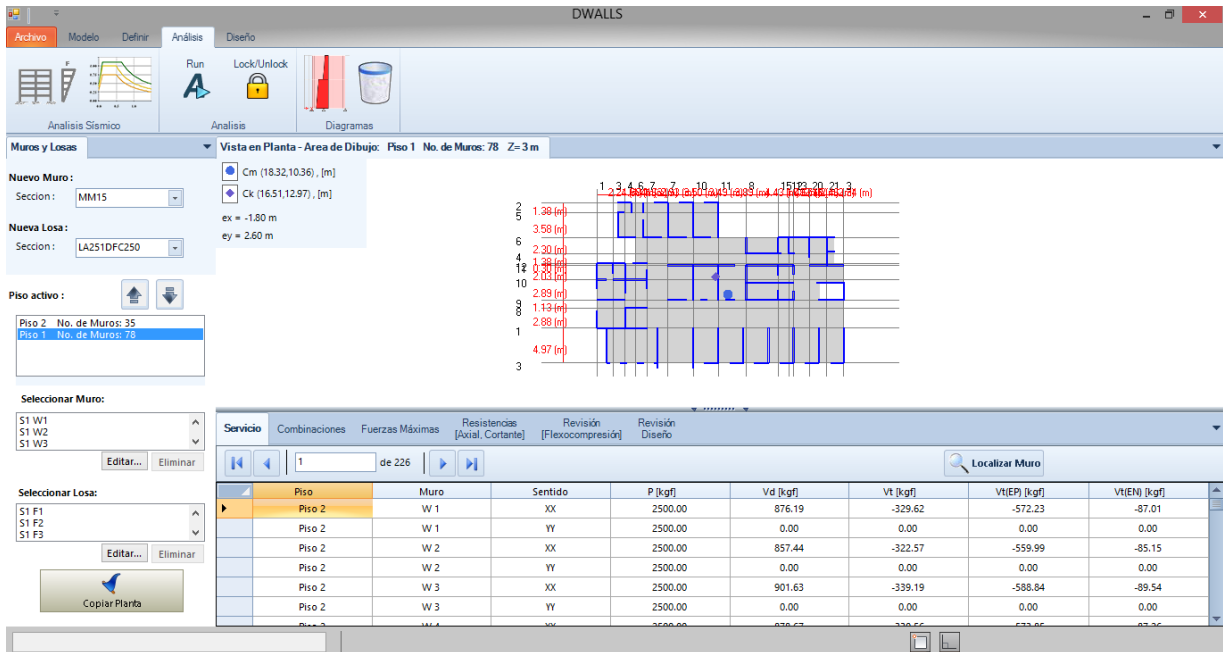 DWALLS
Archivo Modelo Definir Análisis Diseño
Run Lock/Unlock
Analisis Sísmico Analisis Diagramas
Muros y Losas
Vista en Planta - Area de Dibujo: Piso 1 No. de Muros: 78 Z= 3 m
Nuevo Muro :
Seccion : MM15
Nueva Losa :
Seccion : LA251DFC250
Piso activo :
Piso 2 No. de Muros: 35
Piso 1 No. de Muros: 78
Seleccionar Muro:
S1 W1
S1 W2
S1 W3
Editar... Eliminar
Seleccionar Losa:
S1 F1
S1 F2
S1 F3
Editar... Eliminar
Copiar Planta
Cm (18.32,10.36) , [m]
Ck (16.51,12.97) , [m]
ex = -1.80 m
ey = 2.60 m
2
5
1.38 (m)
3.58 (m)
6
2.30 (m)
4
10
2.03 (m)
2.89 (m)
8
1.13 (m)
2.88 (m)
1
4.97 (m)
3
Servicio Combinaciones Fuerzas Máximas Resistencias [Axial, Cortante] Revisión [Flexocompresión] Revisión Diseño
1 de 226 Localizar Muro
Piso Muro Sentido P [kgf] Vd [kgf] Vt [kgf] Vt(EP) [kgf] Vt(EN) [kgf]
Piso 2 W 1 XX 2500.00 876.19 -329.62 -572.23 -87.01
Piso 2 W 1 YY 2500.00 0.00 0.00 0.00 0.00
Piso 2 W 2 XX 2500.00 857.44 -322.57 -559.99 -85.15
Piso 2 W 2 YY 2500.00 0.00 0.00 0.00 0.00
Piso 2 W 3 XX 2500.00 901.63 -339.19 -588.84 -89.54
Piso 2 W 3 YY 2500.00 0.00 0.00 0.00 0.00